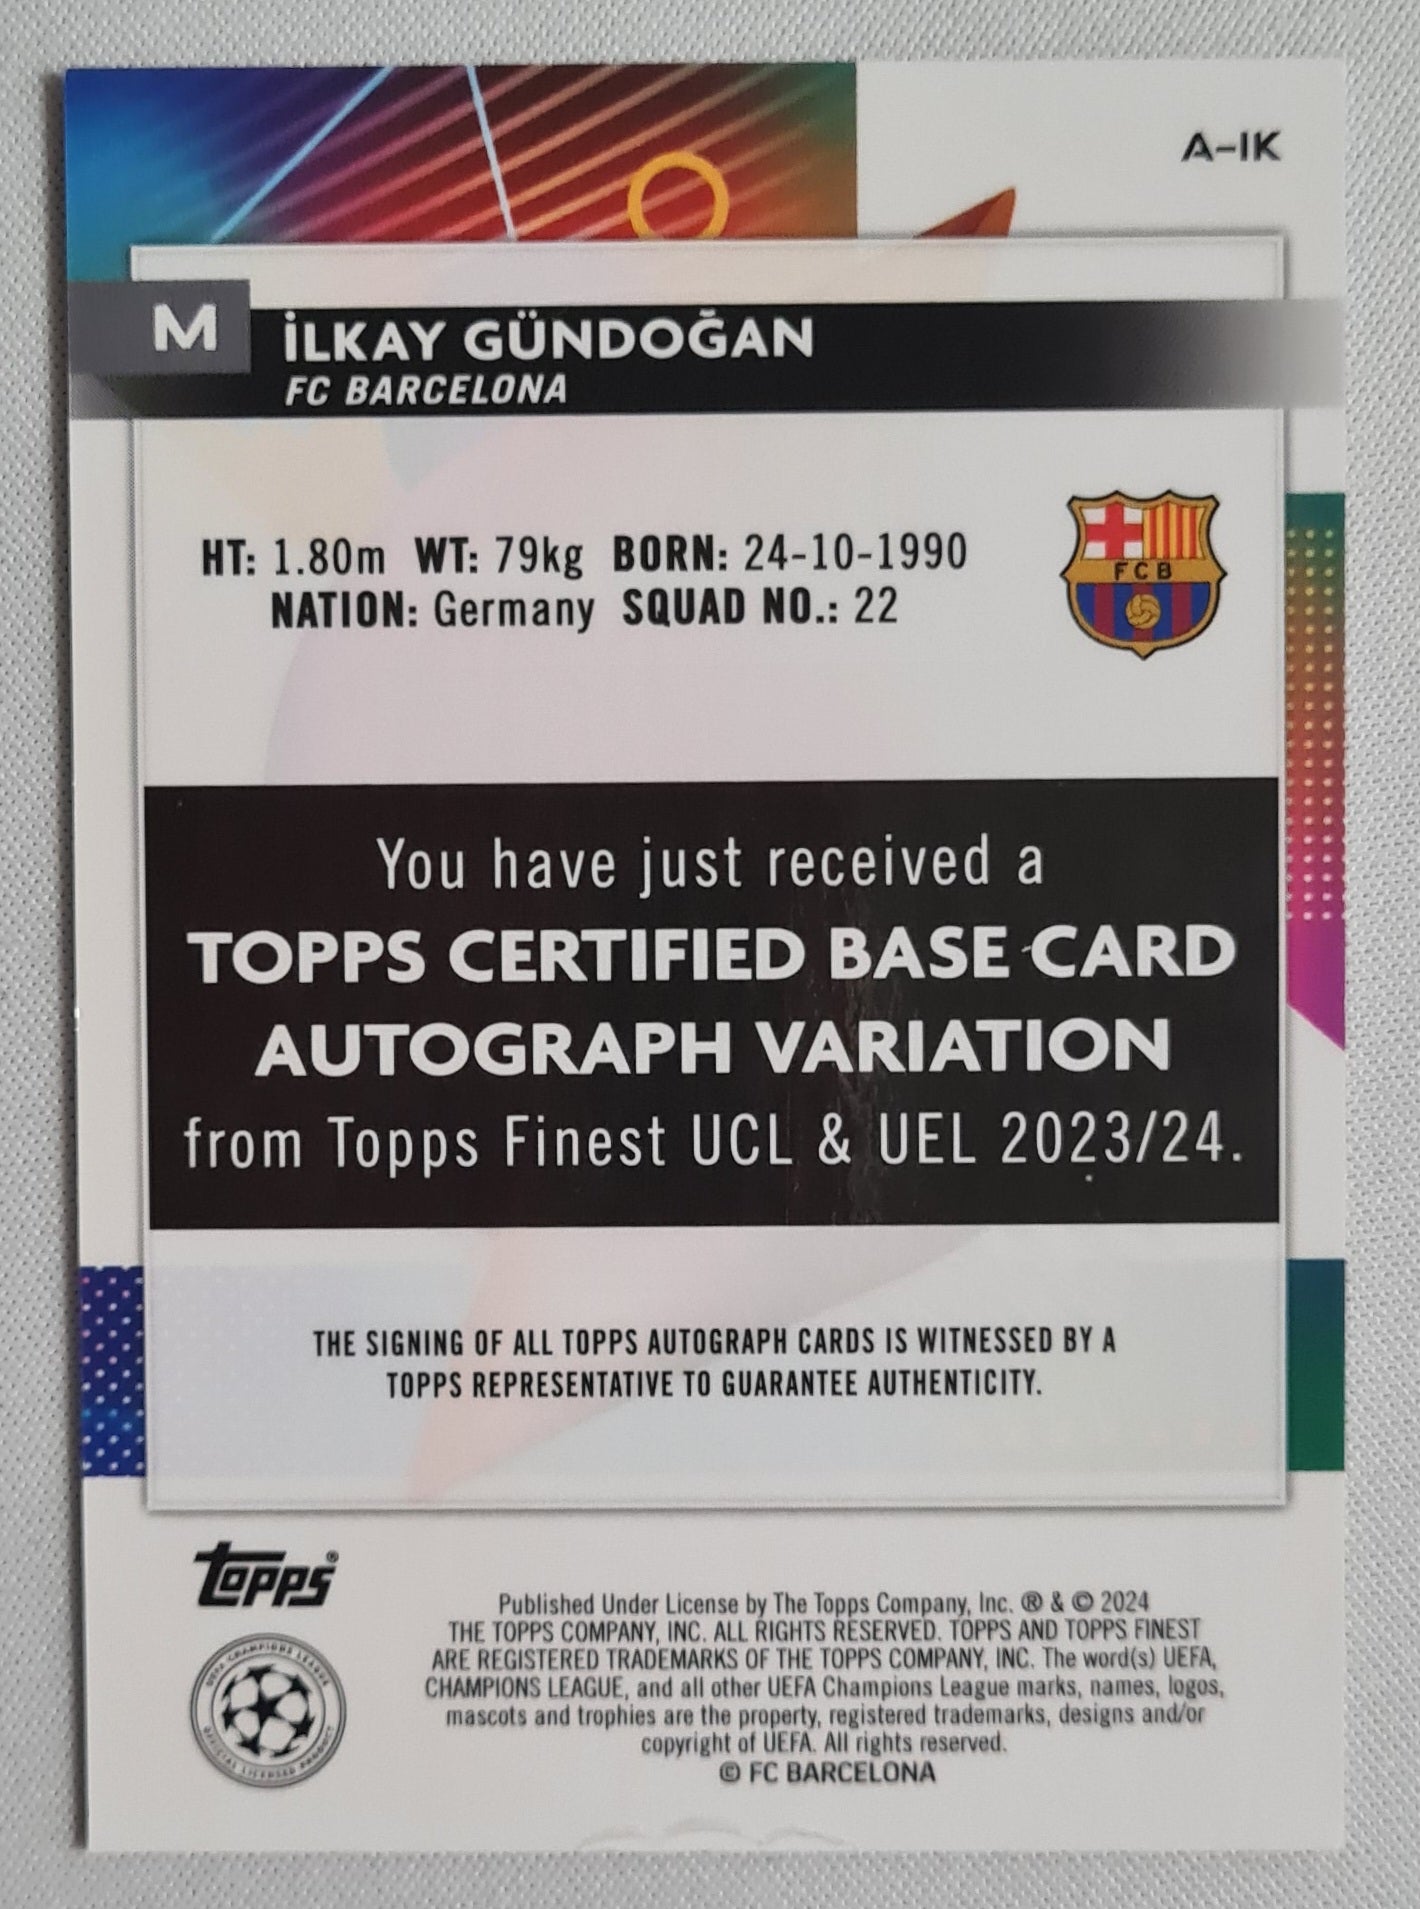 A-IK
M
İLKAY GÜNDOĞAN
FC BARCELONA
HT: 1.80m WT: 79kg BORN: 24-10-1990
NATION: Germany SQUAD NO.: 22
FCB
You have just received a
TOPPS CERTIFIED BASE CARD
AUTOGRAPH VARIATION
from Topps Finest UCL & UEL 2023/24.
THE SIGNING OF ALL TOPPS AUTOGRAPH CARDS IS WITNESSED BY A
TOPPS REPRESENTATIVE TO GUARANTEE AUTHENTICITY.
topps®
UEFA CHAMPIONS LEAGUE
OFFICIAL LICENSED PRODUCT
Published Under License by The Topps Company, Inc. ® & © 2024
THE TOPPS COMPANY, INC. ALL RIGHTS RESERVED. TOPPS AND TOPPS FINEST
ARE REGISTERED TRADEMARKS OF THE TOPPS COMPANY, INC. The word(s) UEFA,
CHAMPIONS LEAGUE, and all other UEFA Champions League marks, names, logos,
mascots and trophies are the property, registered trademarks, designs and/or
copyright of UEFA. All rights reserved.
© FC BARCELONA